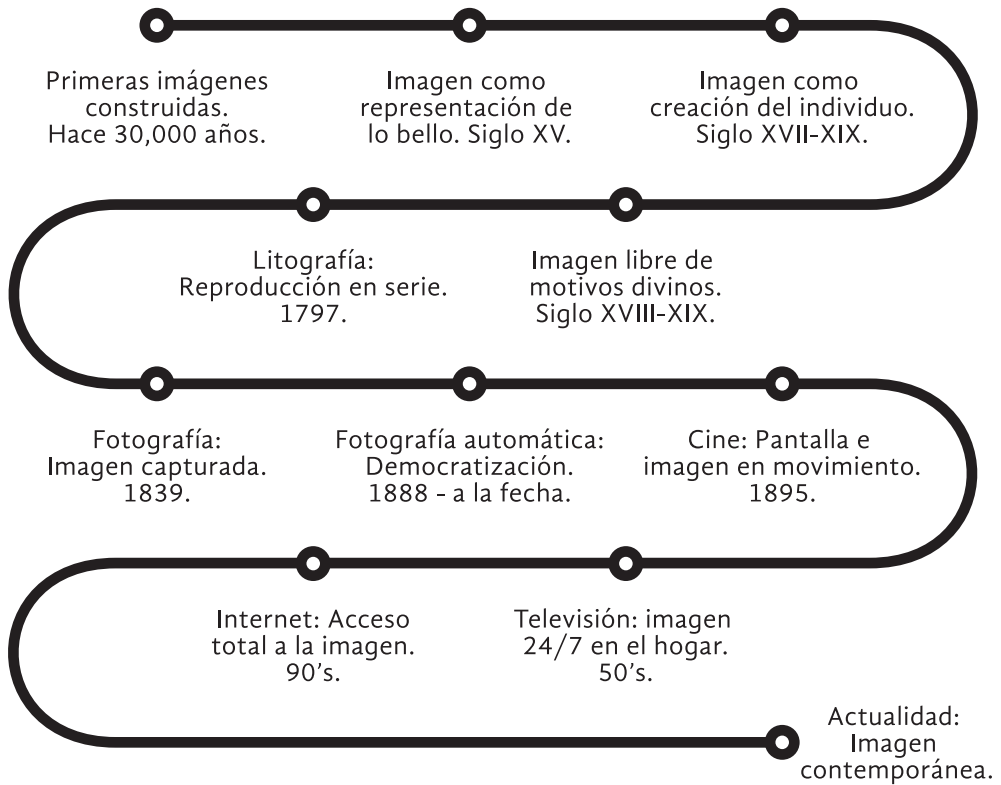 Primeras imágenes
construidas.
Hace 30,000 años.
Imagen como
representación de
lo bello. Siglo XV.
Imagen como
creación del individuo.
Siglo XVII-XIX.
Imagen libre de
motivos divinos.
Siglo XVIII-XIX.
Litografía:
Reproducción en serie.
1797.
Fotografía:
Imagen capturada.
1839.
Fotografía automática:
Democratización.
1888 - a la fecha.
Cine: Pantalla e
imagen en movimiento.
1895.
Televisión: imagen
24/7 en el hogar.
50's.
Internet: Acceso
total a la imagen.
90's.
Actualidad:
Imagen
contemporánea.